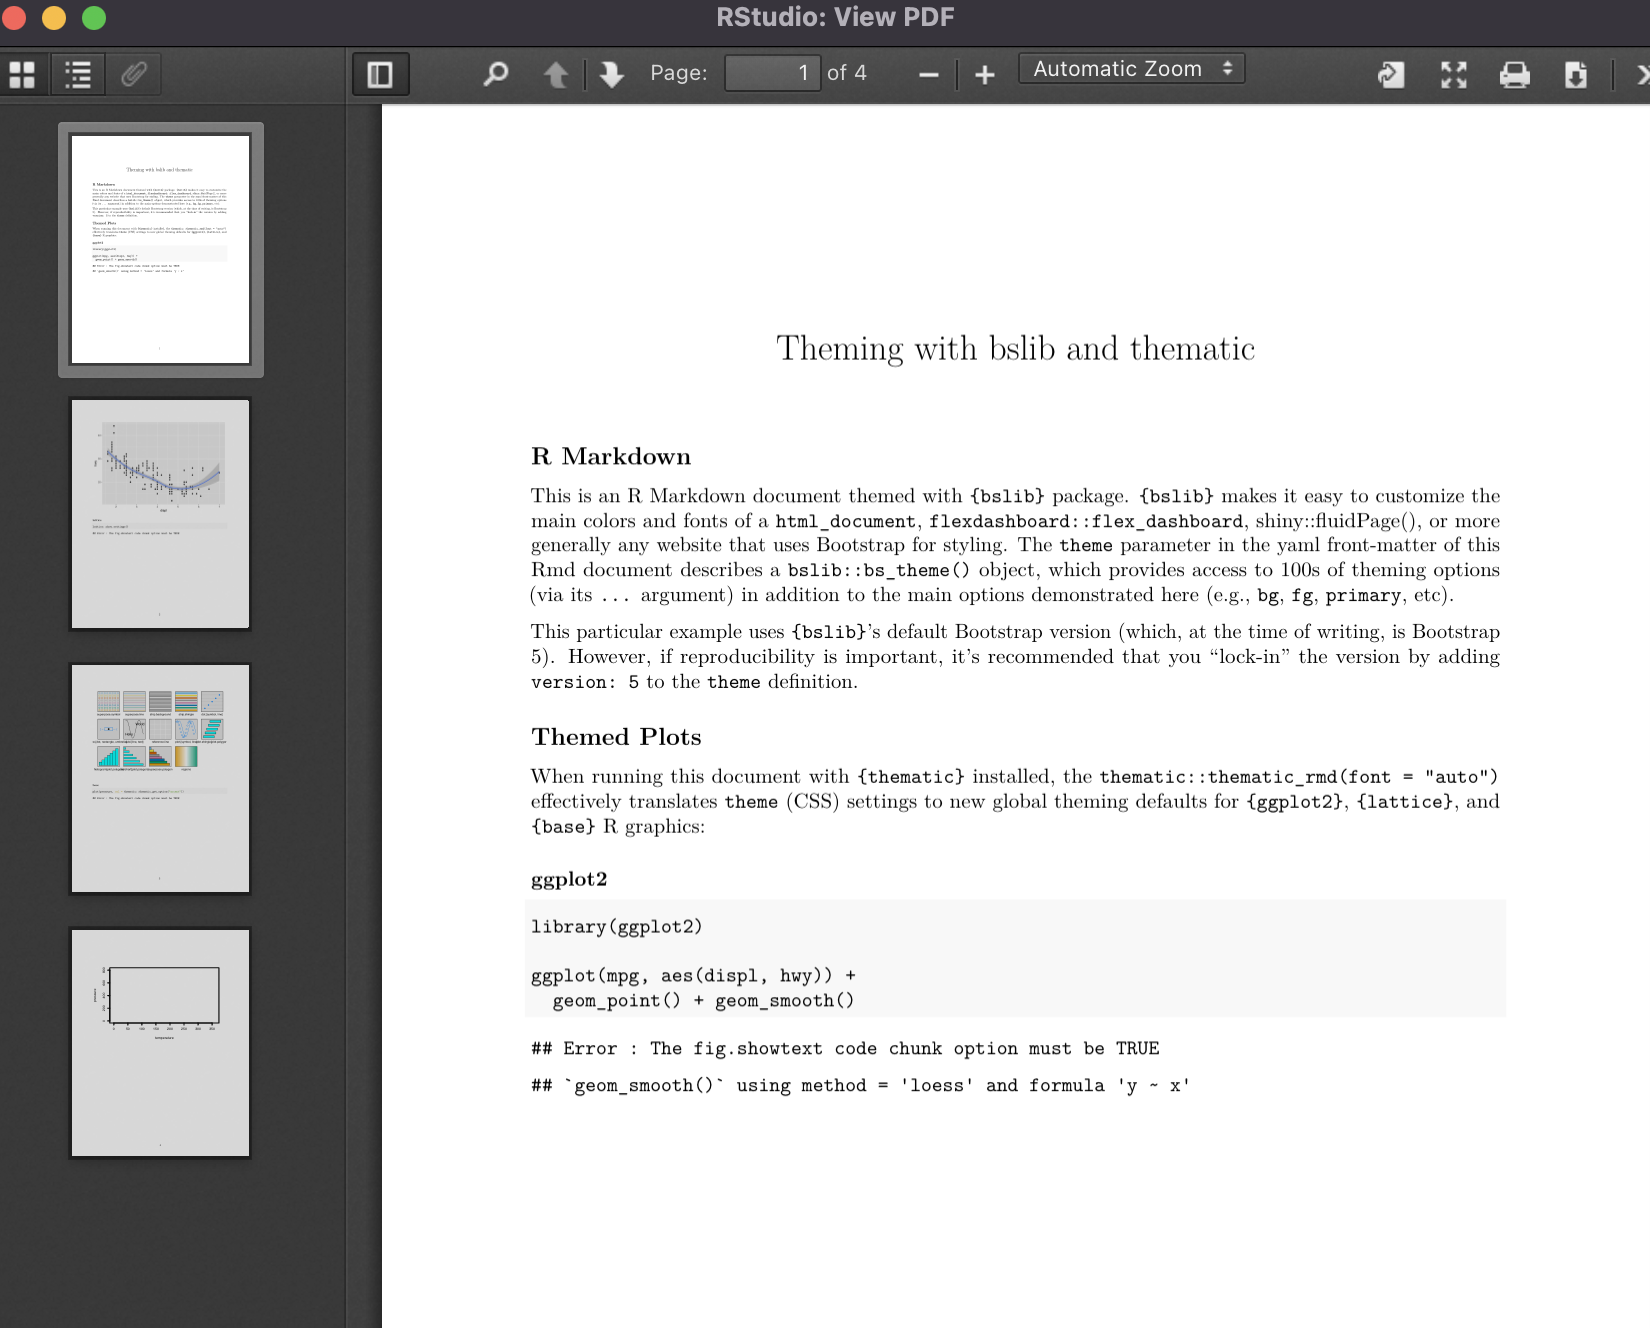 RStudio: View PDF
Page: 1 of 4
Automatic Zoom
Theming with bslib and thematic
R Markdown
This is an R Markdown document themed with {bslib} package. {bslib} makes it easy to customize the
main colors and fonts of a html_document, flexdashboard::flex_dashboard, shiny::fluidPage(), or more
generally any website that uses Bootstrap for styling. The theme parameter in the yaml front-matter of this
Rmd document describes a bslib::bs_theme() object, which provides access to 100s of theming options
(via its ... argument) in addition to the main options demonstrated here (e.g., bg, fg, primary, etc).
This particular example uses {bslib}’s default Bootstrap version (which, at the time of writing, is Bootstrap
5). However, if reproducibility is important, it’s recommended that you “lock-in” the version by adding
version: 5 to the theme definition.
Themed Plots
When running this document with {thematic} installed, the thematic::thematic_rmd(font = "auto")
effectively translates theme (CSS) settings to new global theming defaults for {ggplot2}, {lattice}, and
{base} R graphics:
ggplot2
library(ggplot2)
ggplot(mpg, aes(displ, hwy)) +
  geom_point() + geom_smooth()
## Error : The fig.showtext code chunk option must be TRUE
## `geom_smooth()` using method = 'loess' and formula 'y ~ x'